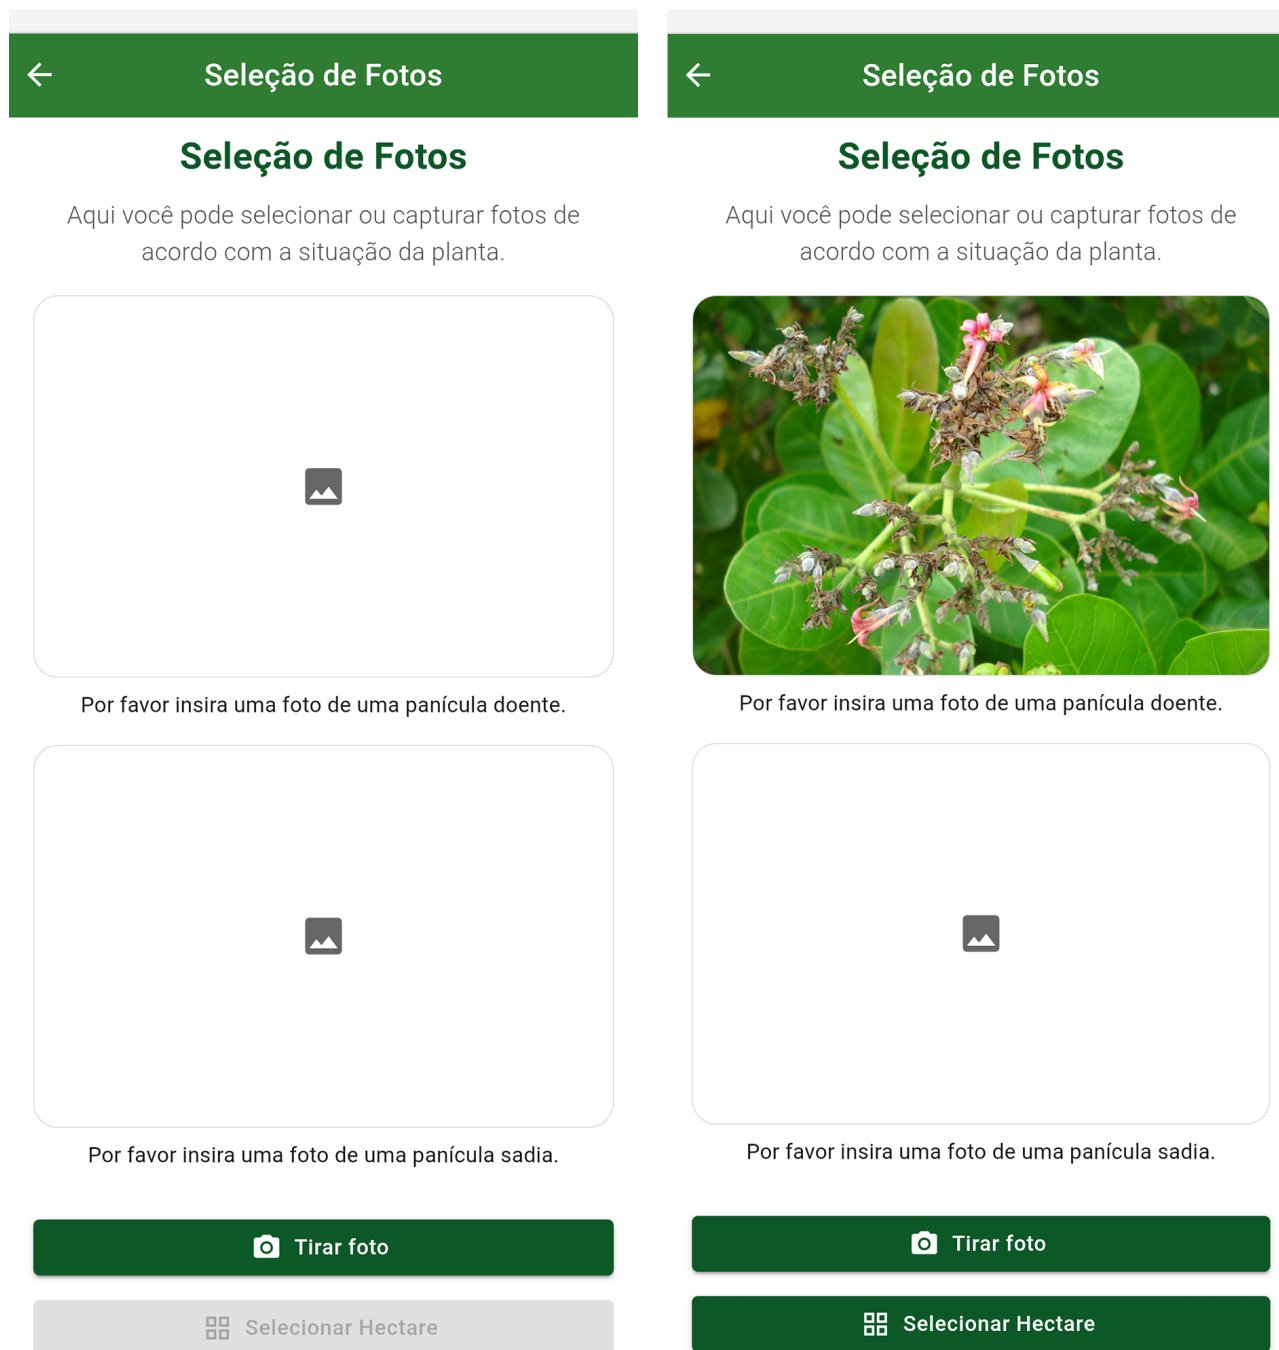 Seleção de Fotos
Seleção de Fotos
Aqui você pode selecionar ou capturar fotos de
acordo com a situação da planta.
Por favor insira uma foto de uma panícula doente.
Por favor insira uma foto de uma panícula sadia.
Tirar foto
Selecionar Hectare
Seleção de Fotos
Seleção de Fotos
Aqui você pode selecionar ou capturar fotos de
acordo com a situação da planta.
Por favor insira uma foto de uma panícula doente.
Por favor insira uma foto de uma panícula sadia.
Tirar foto
Selecionar Hectare